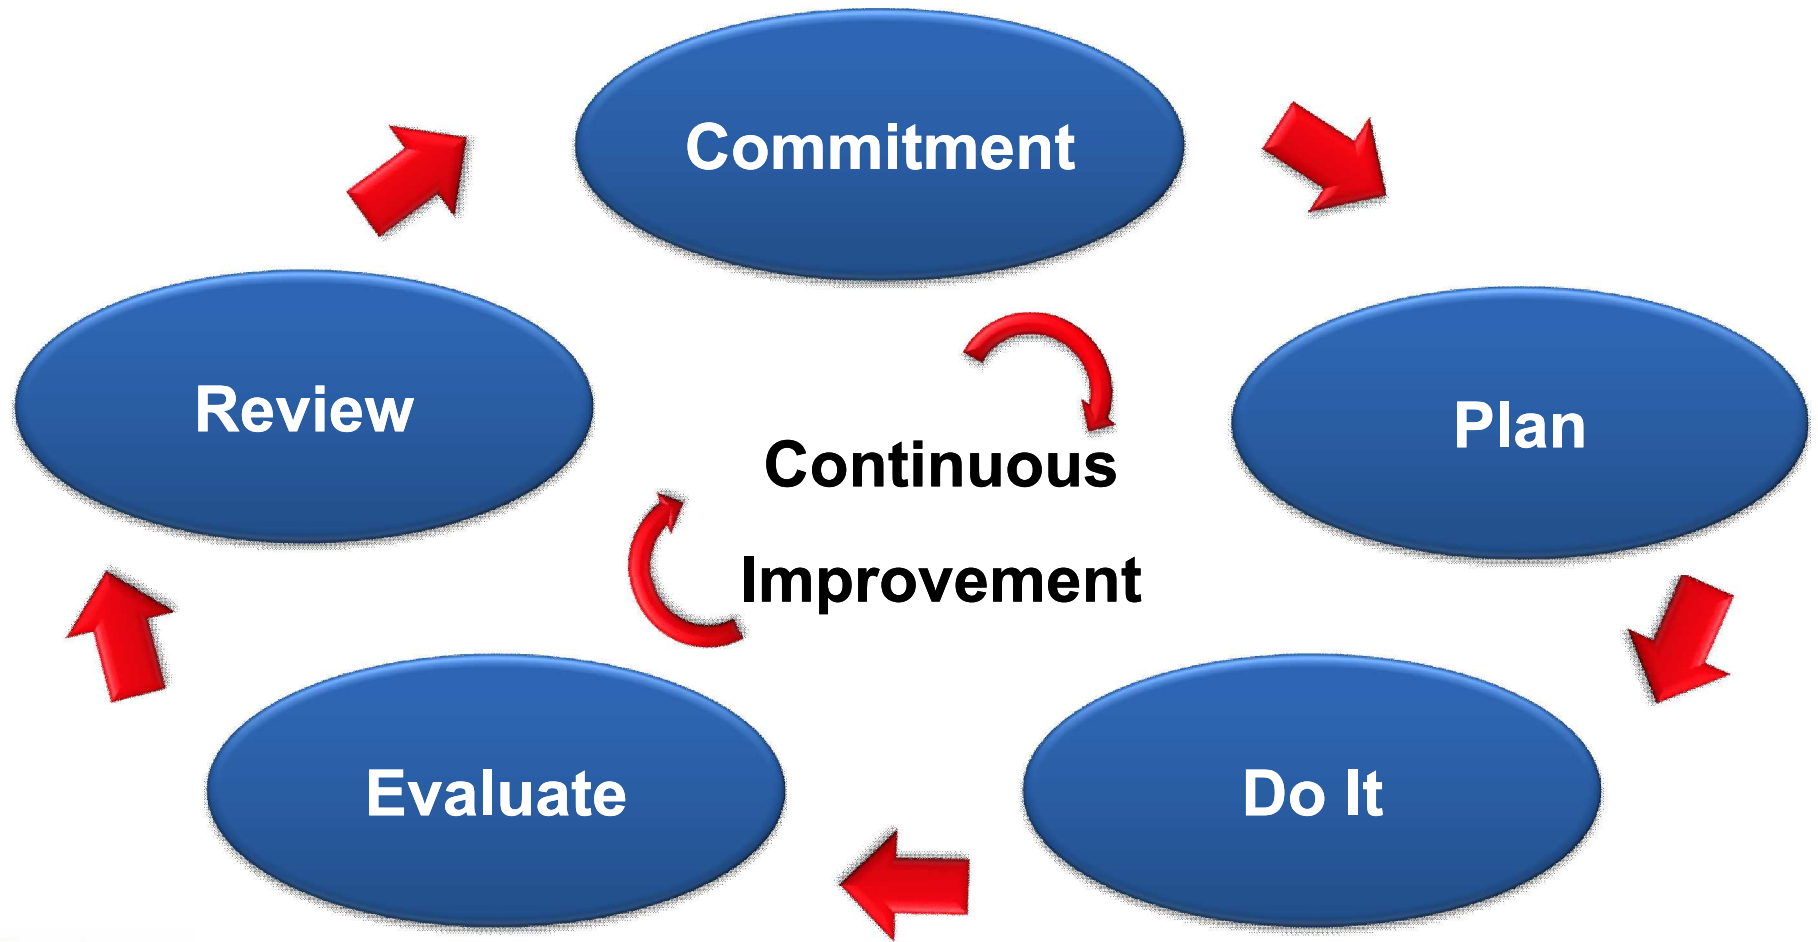 Commitment
Review
Plan
Continuous
Improvement
Evaluate
Do It